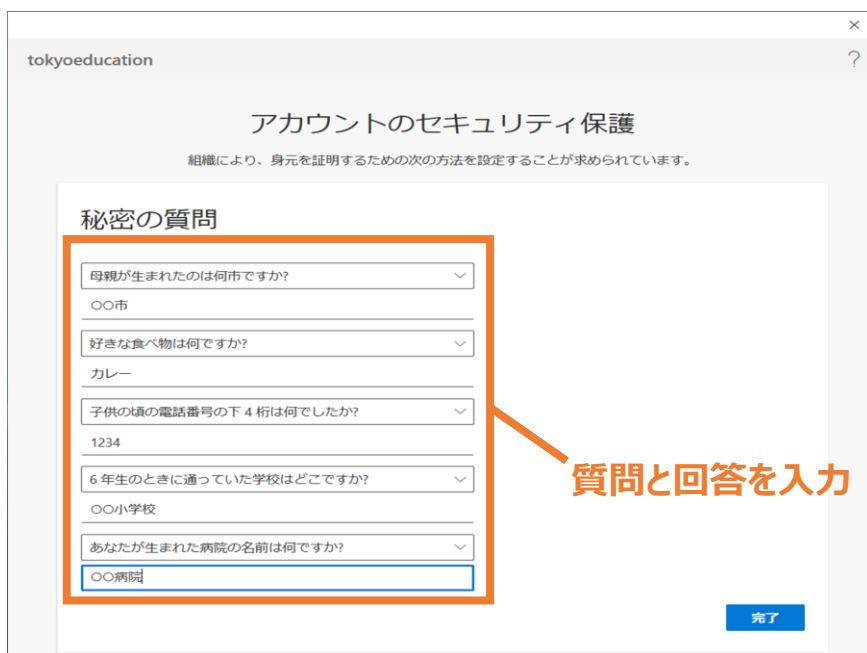 ×
tokyoeducation
?
アカウントのセキュリティ保護
組織により、身元を証明するための次の方法を設定することが求められています。
秘密の質問
母親が生まれたのは何市ですか?
〇〇市
好きな食べ物は何ですか?
カレー
子供の頃の電話番号の下 4 桁は何でしたか?
1234
6 年生のときに通っていた学校はどこですか?
〇〇小学校
あなたが生まれた病院の名前は何ですか?
〇〇病院
質問と回答を入力
完了